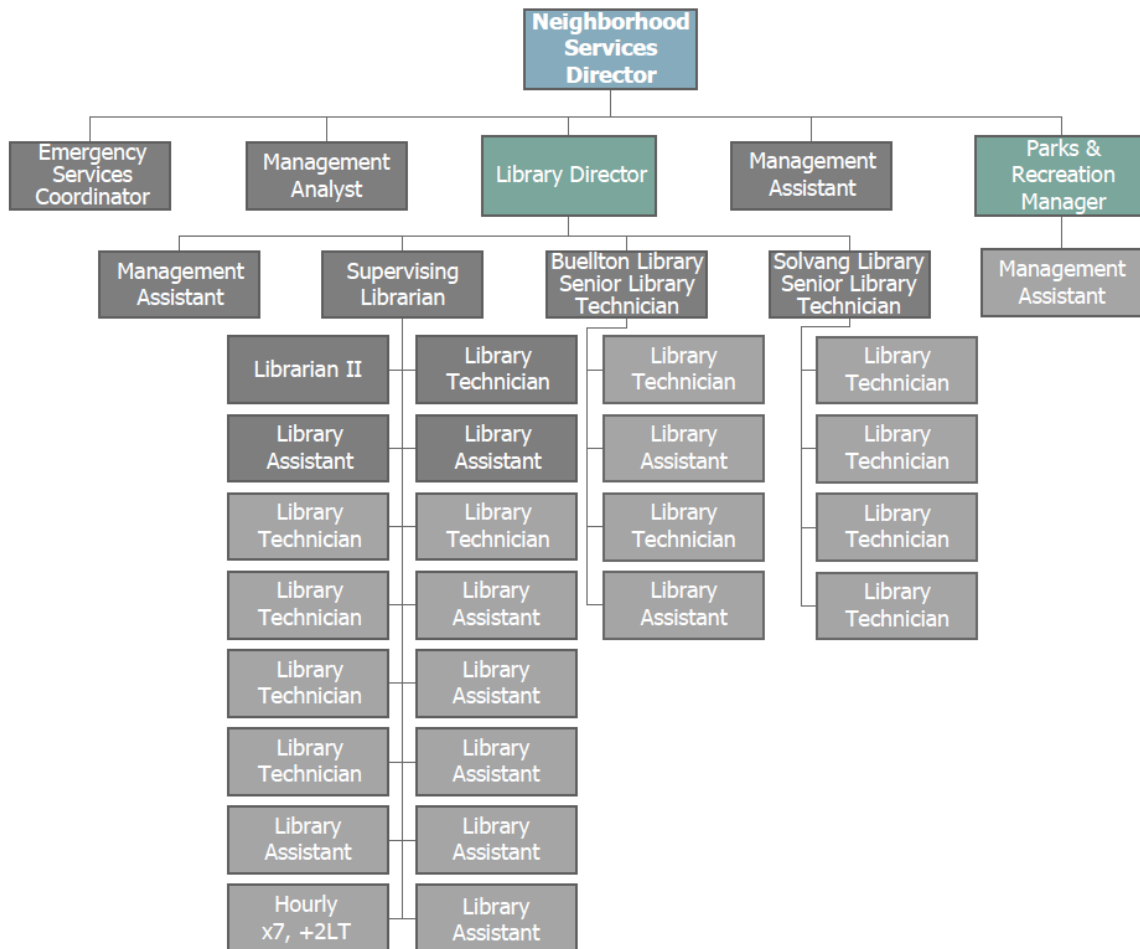 Neighborhood
Services
Director
Emergency
Services
Coordinator
Management
Analyst
Library Director
Management
Assistant
Parks &
Recreation
Manager
Management
Assistant
Supervising
Librarian
Buellton Library
Senior Library
Technician
Solvang Library
Senior Library
Technician
Management
Assistant
Librarian II
Library
Technician
Library
Technician
Library
Technician
Library
Assistant
Library
Assistant
Library
Assistant
Library
Technician
Library
Technician
Library
Technician
Library
Technician
Library
Technician
Library
Technician
Library
Assistant
Library
Assistant
Library
Technician
Library
Technician
Library
Assistant
Library
Technician
Library
Assistant
Library
Assistant
Library
Assistant
Hourly
x7, +2LT
Library
Assistant